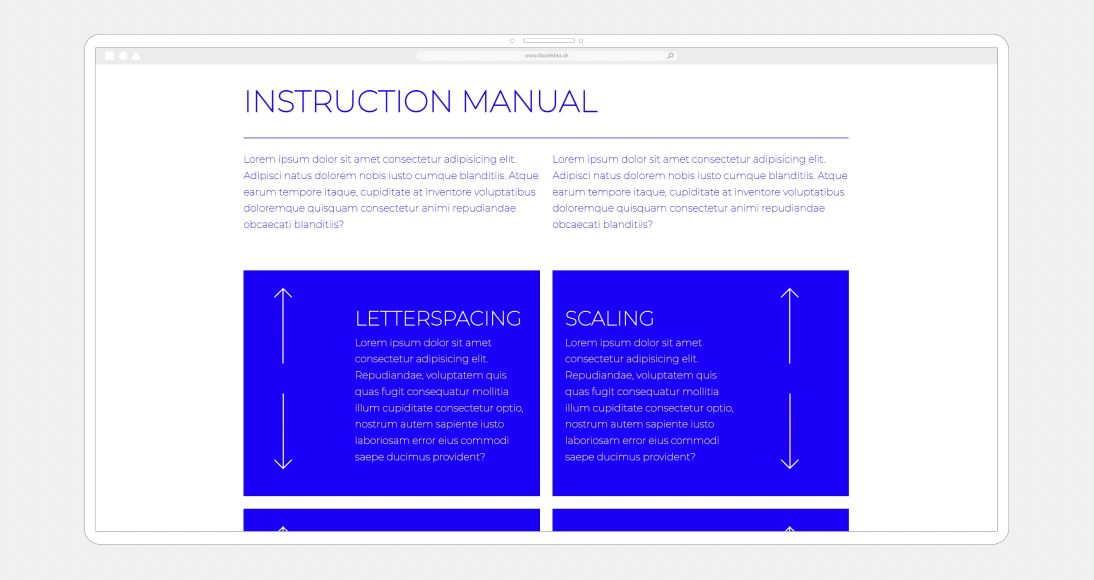 INSTRUCTION MANUAL
Lorem ipsum dolor sit amet consectetur adipisicing elit.
Adipisci natus dolorem nobis iusto cumque blanditiis. Atque
earum tempore itaque, cupiditate at inventore voluptatibus
doloremque quisquam consectetur animi repudiandae
obcaecati blanditiis?
Lorem ipsum dolor sit amet consectetur adipisicing elit.
Adipisci natus dolorem nobis iusto cumque blanditiis. Atque
earum tempore itaque, cupiditate at inventore voluptatibus
doloremque quisquam consectetur animi repudiandae
obcaecati blanditiis?
LETTERSPACING
Lorem ipsum dolor sit amet
consectetur adipisicing elit.
Repudiandae, voluptatem quis
quas fugit consequatur mollitia
illum cupiditate consectetur optio,
nostrum autem sapiente iusto
laboriosam error eius commodi
saepe ducimus provident?
SCALING
Lorem ipsum dolor sit amet
consectetur adipisicing elit.
Repudiandae, voluptatem quis
quas fugit consequatur mollitia
illum cupiditate consectetur optio,
nostrum autem sapiente iusto
laboriosam error eius commodi
saepe ducimus provident?